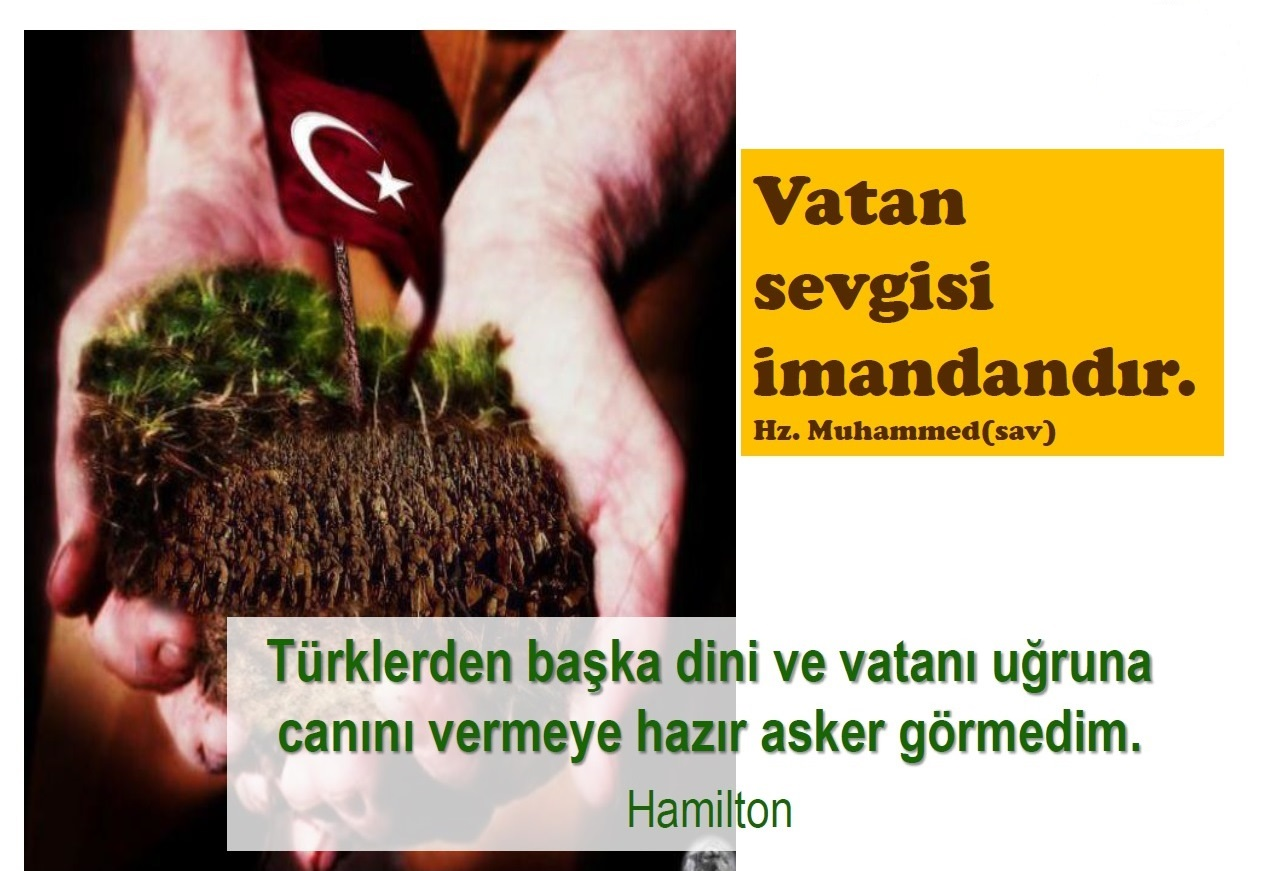 Vatan
sevgisi
imandandır.
Hz. Muhammed(sav)
Türklerden başka dini ve vatanı uğruna
canını vermeye hazır asker görmedim.
Hamilton